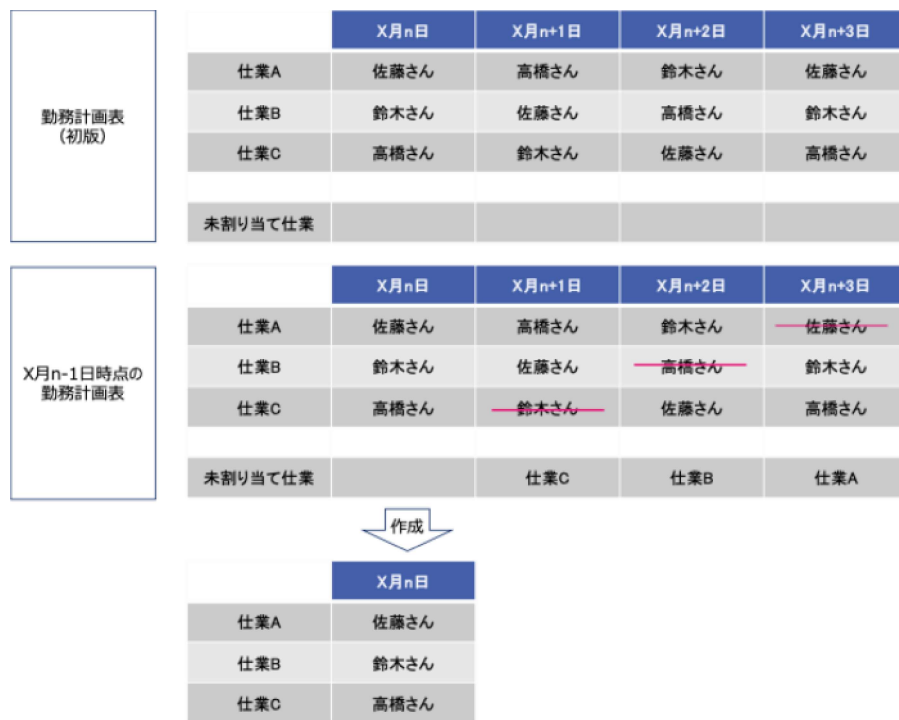 X月n日 X月n+1日 X月n+2日 X月n+3日
仕業A 佐藤さん 高橋さん 鈴木さん 佐藤さん
勤務計画表
(初版)
仕業B 鈴木さん 佐藤さん 高橋さん 鈴木さん
仕業C 高橋さん 鈴木さん 佐藤さん 高橋さん
未割り当て仕業
X月n日 X月n+1日 X月n+2日 X月n+3日
仕業A 佐藤さん 高橋さん 鈴木さん 佐藤さん
X月n-1日時点の
勤務計画表
仕業B 鈴木さん 佐藤さん 高橋さん 鈴木さん
仕業C 高橋さん 鈴木さん 佐藤さん 高橋さん
未割り当て仕業 仕業C 仕業B 仕業A
作成
X月n日
仕業A 佐藤さん
仕業B 鈴木さん
仕業C 高橋さん